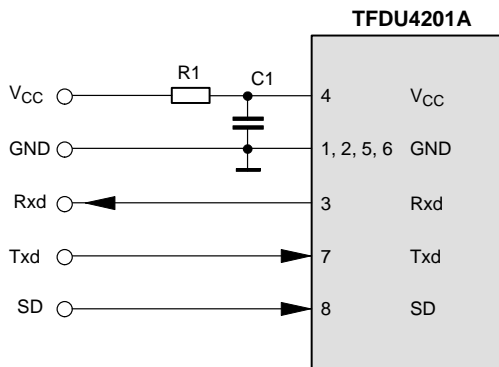 TFDU4201A
R1 C1
VCC 4 VCC
GND 1, 2, 5, 6 GND
Rxd 3 Rxd
Txd 7 Txd
SD 8 SD